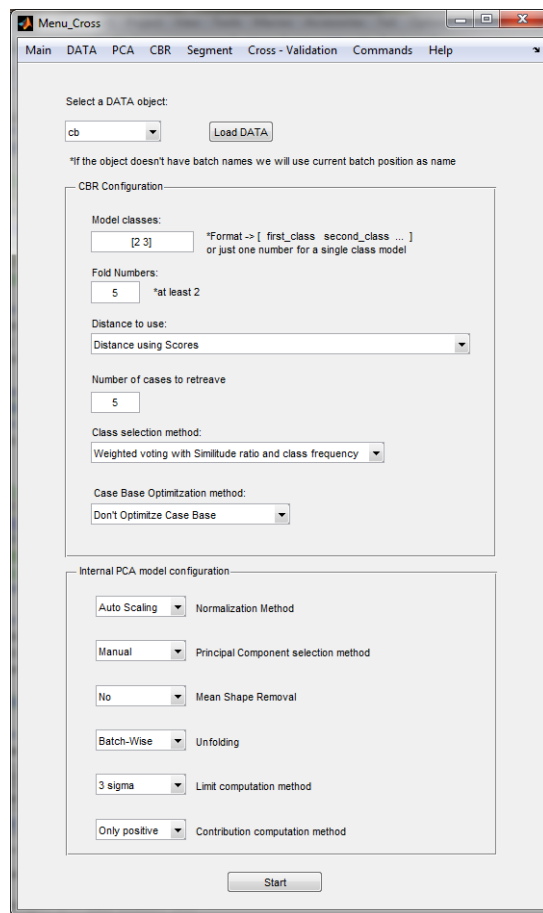 Menu_Cross
Main DATA PCA CBR Segment Cross - Validation Commands Help
Select a DATA object:
cb Load DATA
*If the object doesn't have batch names we will use current batch position as name
CBR Configuration
Model classes:
[2 3] *Format -> [ first_class second_class ... ]
or just one number for a single class model
Fold Numbers:
5 *at least 2
Distance to use:
Distance using Scores
Number of cases to retreave
5
Class selection method:
Weighted voting with Similitude ratio and class frequency
Case Base Optimitzation method:
Don't Optimitze Case Base
Internal PCA model configuration
Auto Scaling Normalization Method
Manual Principal Component selection method
No Mean Shape Removal
Batch-Wise Unfolding
3 sigma Limit computation method
Only positive Contribution computation method
Start